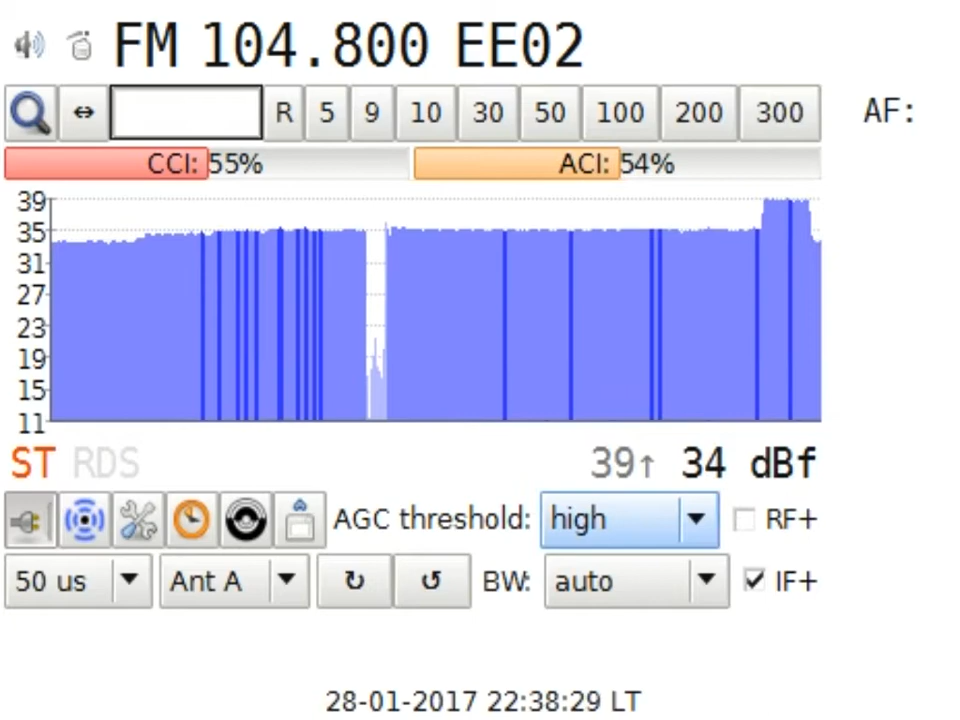 FM 104.800 EE02
R 5 9 10 30 50 100 200 300 AF:
CCI: 55% ACI: 54%
39
35
31
27
23
19
15
11
ST RDS 39↑ 34 dBf
AGC threshold: high RF+
50 us Ant A ↻ ↺ BW: auto IF+
28-01-2017 22:38:29 LT